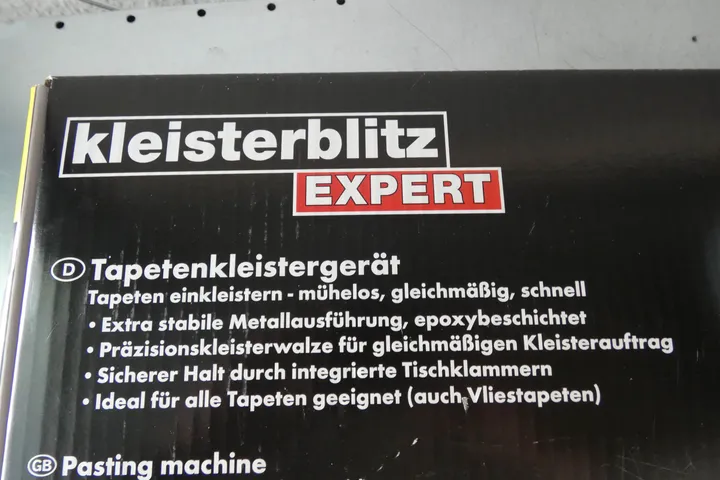 kleisterblitz
EXPERT
D Tapetenkleistergerät
Tapeten einkleistern - mühelos, gleichmäßig, schnell
• Extra stabile Metallausführung, epoxybeschichtet
• Präzisionskleisterwalze für gleichmäßigen Kleisterauftrag
• Sicherer Halt durch integrierte Tischklammern
• Ideal für alle Tapeten geeignet (auch Vliestapeten)
GB Pasting machine